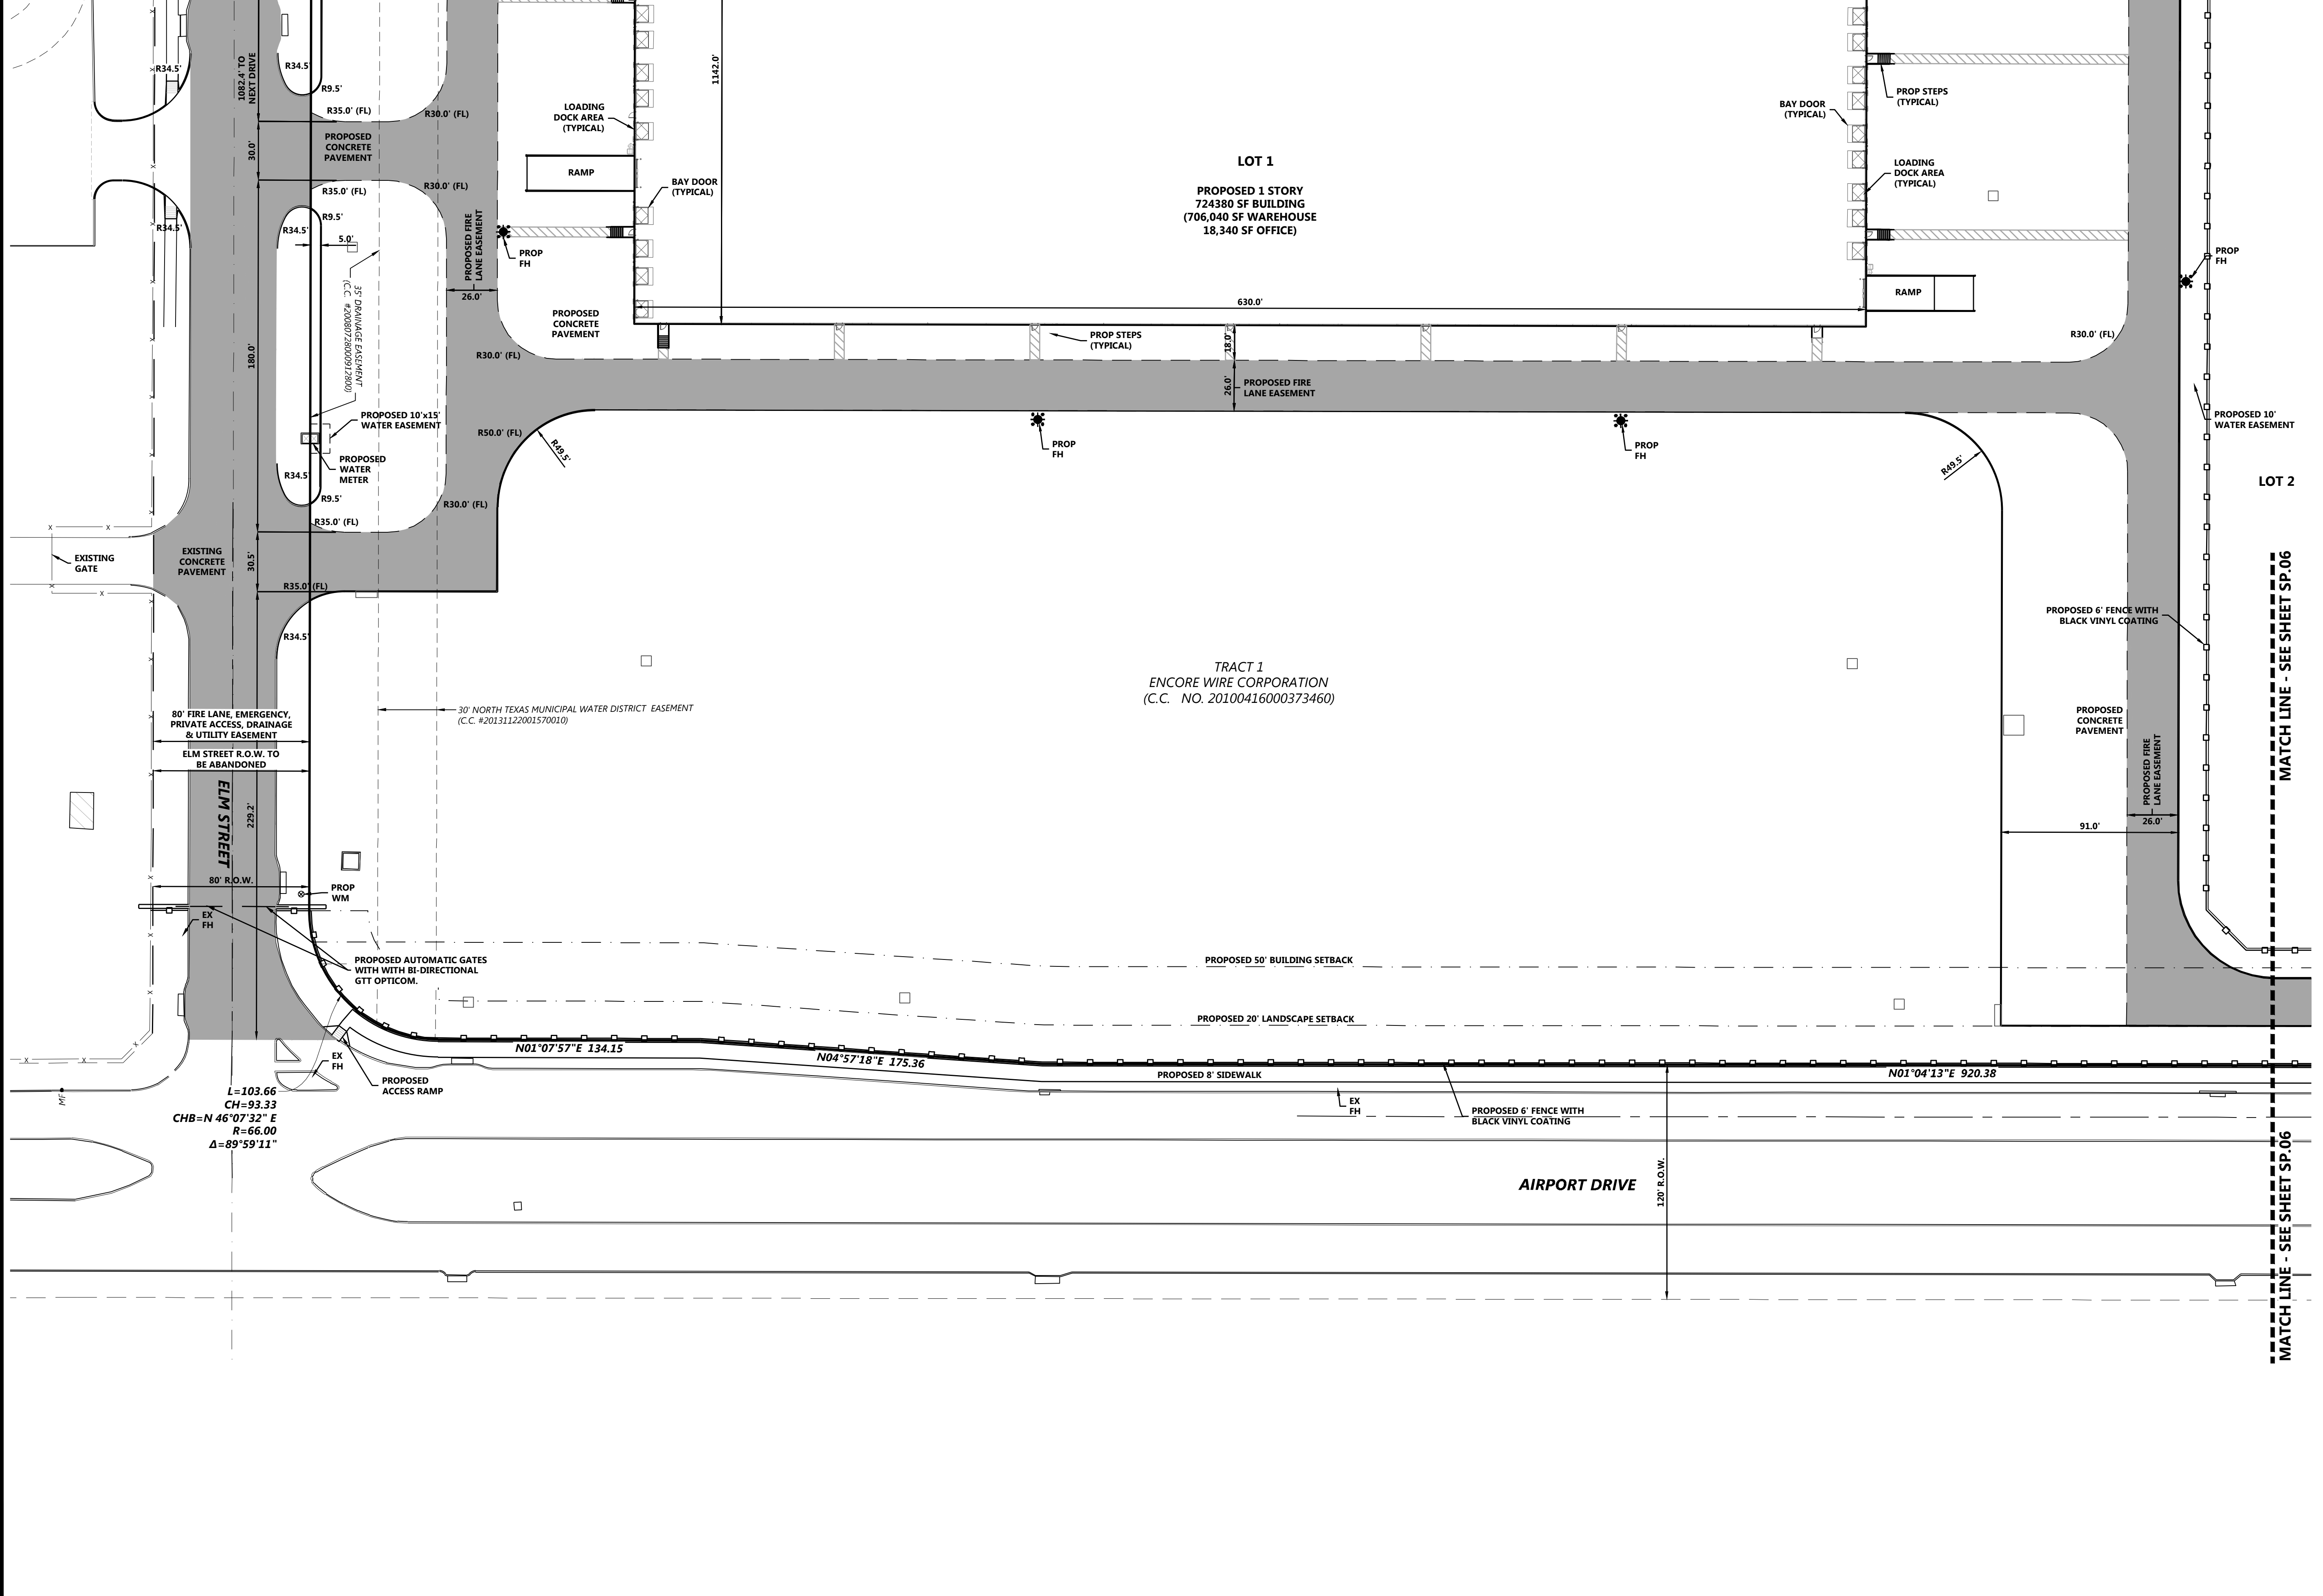 R34.5'
1082.4' TO
NEXT DRIVE
R34.5'
R9.5'
R35.0' (FL)
R30.0' (FL)
PROPOSED
CONCRETE
PAVEMENT
30.0'
R35.0' (FL)
R30.0' (FL)
R9.5'
R34.5'
R34.5'
5.0'
LOADING
DOCK AREA
(TYPICAL)
RAMP
BAY DOOR
(TYPICAL)
1142.0'
LOT 1
PROPOSED 1 STORY
724380 SF BUILDING
(706,040 SF WAREHOUSE
18,340 SF OFFICE)
BAY DOOR
(TYPICAL)
PROP STEPS
(TYPICAL)
LOADING
DOCK AREA
(TYPICAL)
PROPOSED FIRE
LANE EASEMENT
26.0'
PROP
FH
PROPOSED
CONCRETE
PAVEMENT
630.0'
RAMP
PROP
FH
35' DRAINAGE EASEMENT
(C.C. #20080728000912800)
180.0'
R30.0' (FL)
PROP STEPS
(TYPICAL)
18.0'
26.0'
PROPOSED FIRE
LANE EASEMENT
R30.0' (FL)
PROPOSED 10'x15'
WATER EASEMENT
R50.0' (FL)
R49.5'
PROP
FH
PROP
FH
R49.5'
PROPOSED 10'
WATER EASEMENT
LOT 2
PROPOSED
WATER
METER
R34.5'
R9.5'
R30.0' (FL)
R35.0' (FL)
X
X
EXISTING
GATE
X
X
EXISTING
CONCRETE
PAVEMENT
30.5'
R35.0' (FL)
R34.5'
PROPOSED 6' FENCE WITH
BLACK VINYL COATING
MATCH LINE - SEE SHEET SP.06
TRACT 1
ENCORE WIRE CORPORATION
(C.C. NO. 20100416000373460)
30' NORTH TEXAS MUNICIPAL WATER DISTRICT EASEMENT
(C.C. #20131122001570010)
80' FIRE LANE, EMERGENCY,
PRIVATE ACCESS, DRAINAGE
& UTILITY EASEMENT
ELM STREET R.O.W. TO
BE ABANDONED
PROPOSED
CONCRETE
PAVEMENT
PROPOSED FIRE
LANE EASEMENT
26.0'
91.0'
ELM STREET
229.2'
80' R.O.W.
PROP
WM
EX
FH
PROPOSED AUTOMATIC GATES
WITH WITH BI-DIRECTIONAL
GTT OPTICOM.
PROPOSED 50' BUILDING SETBACK
PROPOSED 20' LANDSCAPE SETBACK
N01°07'57"E 134.15
N04°57'18"E 175.36
PROPOSED 8' SIDEWALK
N01°04'13"E 920.38
EX
FH
PROPOSED
ACCESS RAMP
X
X
MF
L=103.66
CH=93.33
CHB=N 46°07'32" E
R=66.00
Δ=89°59'11"
EX
FH
PROPOSED 6' FENCE WITH
BLACK VINYL COATING
120' R.O.W.
AIRPORT DRIVE
MATCH LINE - SEE SHEET SP.06